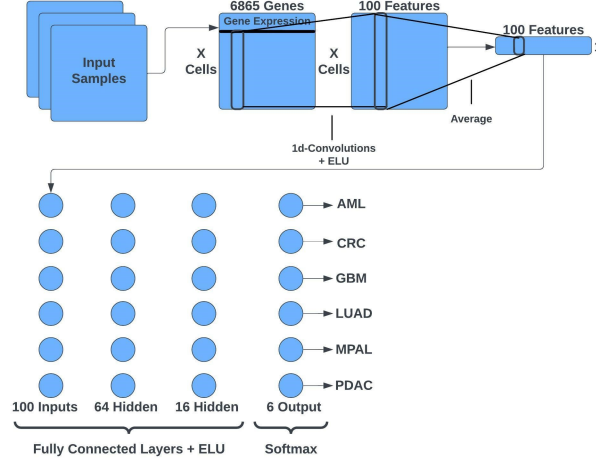 6865 Genes
100 Features
Gene Expression
100 Features
Input
Samples
X
Cells
X
Cells
Average
1d-Convolutions
+ ELU
AML
CRC
GBM
LUAD
MPAL
PDAC
100 Inputs
64 Hidden
16 Hidden
6 Output
Fully Connected Layers + ELU
Softmax